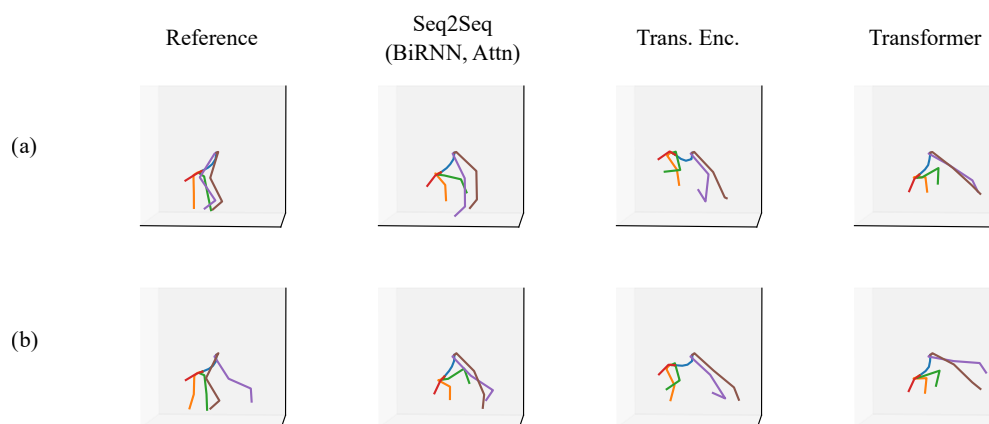 Reference
Seq2Seq
(BiRNN, Attn)
Trans. Enc.
Transformer
(a)
(b)